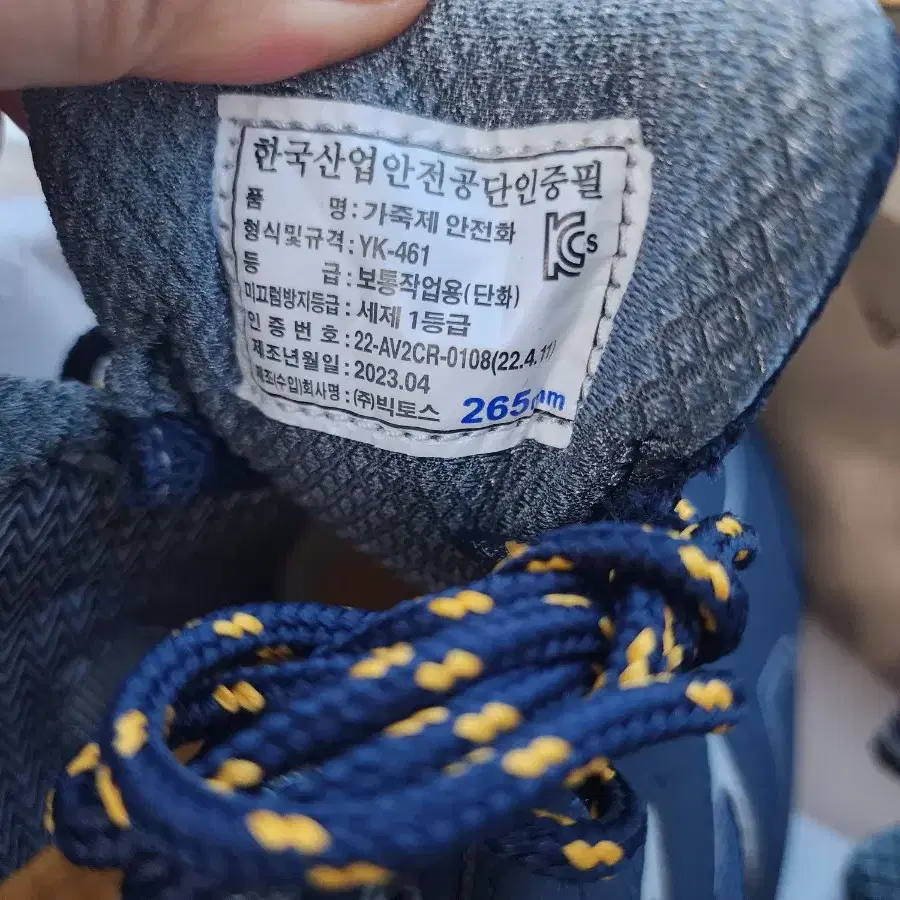 한국산업안전공단인증필
품 명 : 가죽제 안전화
형식및규격 : YK-461
등 급 : 보통작업용(단화)
미끄럼방지등급 : 세제 1등급
인 증 번 호 : 22-AV2CR-0108(22.4.11)
제조년월일 : 2023.04
제조(수입)회사명 : (주)빅토스 265mm
KCs